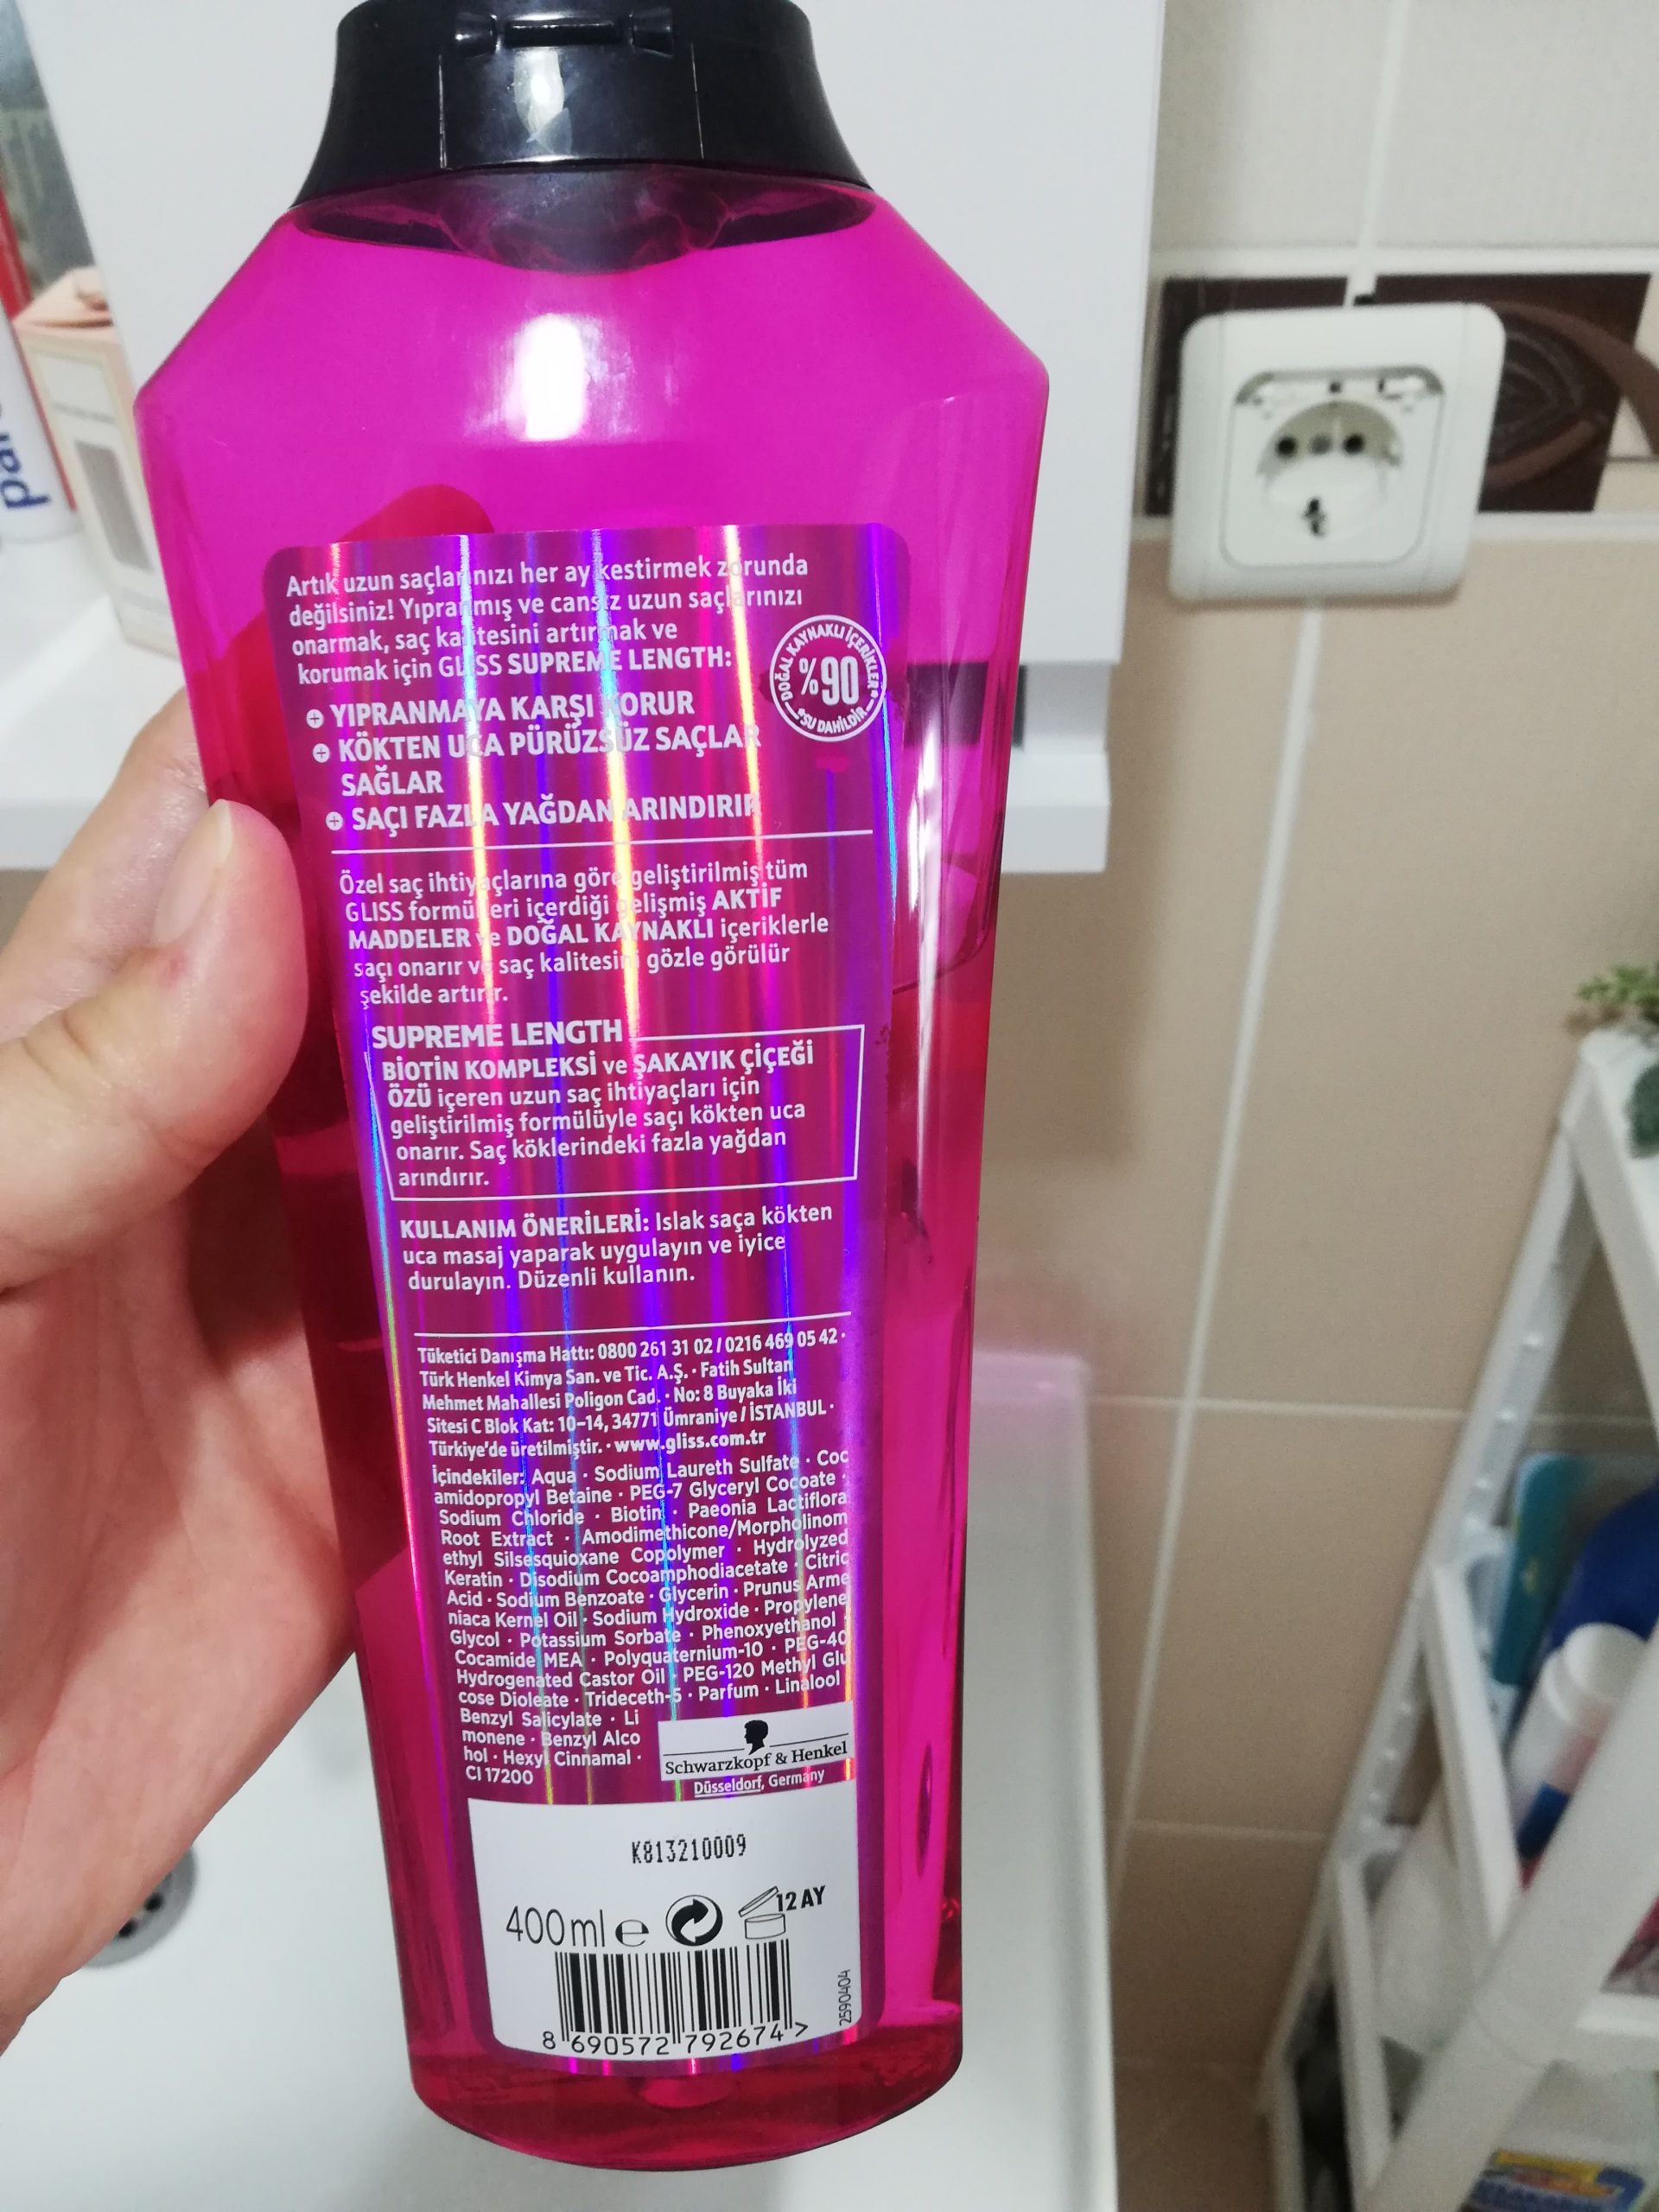 Artık uzun saçlarınızı her ay kestirmek zorunda
değilsiniz! Yıpranmış ve cansız uzun saçlarınızı
onarmak, saç kalitesini artırmak ve
korumak için GLISS SUPREME LENGTH:
DOĞAL KAYNAKLI İÇERİKLER*
%90
*SU DAHİLDİR
YIPRANMAYA KARŞI KORUR
KÖKTEN UCA PÜRÜZSÜZ SAÇLAR
SAĞLAR
SAÇI FAZLA YAĞDAN ARINDIRIR
Özel saç ihtiyaçlarına göre geliştirilmiş tüm
GLISS formülleri içerdiği gelişmiş AKTİF
MADDELER ve DOĞAL KAYNAKLI içeriklerle
saçı onarır ve saç kalitesini gözle görülür
şekilde artırır.
SUPREME LENGTH
BİOTİN KOMPLEKSİ ve ŞAKAYIK ÇİÇEĞİ
ÖZÜ içeren uzun saç ihtiyaçları için
geliştirilmiş formülüyle saçı kökten uca
onarır. Saç köklerindeki fazla yağdan
arındırır.
KULLANIM ÖNERİLERİ: Islak saça kökten
uca masaj yaparak uygulayın ve iyice
durulayın. Düzenli kullanın.
Tüketici Danışma Hattı: 0800 261 31 02 / 0216 469 05 42 ·
Türk Henkel Kimya San. ve Tic. A.Ş. · Fatih Sultan
Mehmet Mahallesi Poligon Cad. · No: 8 Buyaka İki
Sitesi C Blok Kat: 10–14, 34771 Ümraniye / İSTANBUL ·
Türkiye'de üretilmiştir. · www.gliss.com.tr
İçindekiler: Aqua · Sodium Laureth Sulfate · Coc
amidopropyl Betaine · PEG-7 Glyceryl Cocoate ·
Sodium Chloride · Biotin · Paeonia Lactiflora
Root Extract · Amodimethicone/Morpholinom
ethyl Silsesquioxane Copolymer · Hydrolyzed
Keratin · Disodium Cocoamphodiacetate · Citric
Acid · Sodium Benzoate · Glycerin · Prunus Arme
niaca Kernel Oil · Sodium Hydroxide · Propylene
Glycol · Potassium Sorbate · Phenoxyethanol ·
Cocamide MEA · Polyquaternium-10 · PEG-40
Hydrogenated Castor Oil · PEG-120 Methyl Glu
cose Dioleate · Trideceth-5 · Parfum · Linalool
Benzyl Salicylate · Li
monene · Benzyl Alco
hol · Hexyl Cinnamal ·
CI 17200
Schwarzkopf & Henkel
Düsseldorf, Germany
K813210009
400 ml e
12 AY
2590404
8 690572 792674 >